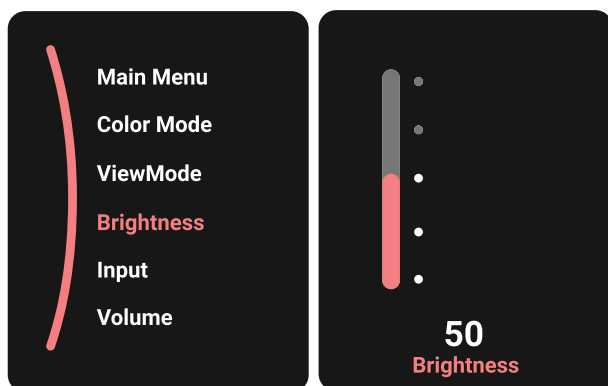 Main Menu
Color Mode
ViewMode
Brightness
Input
Volume
50
Brightness